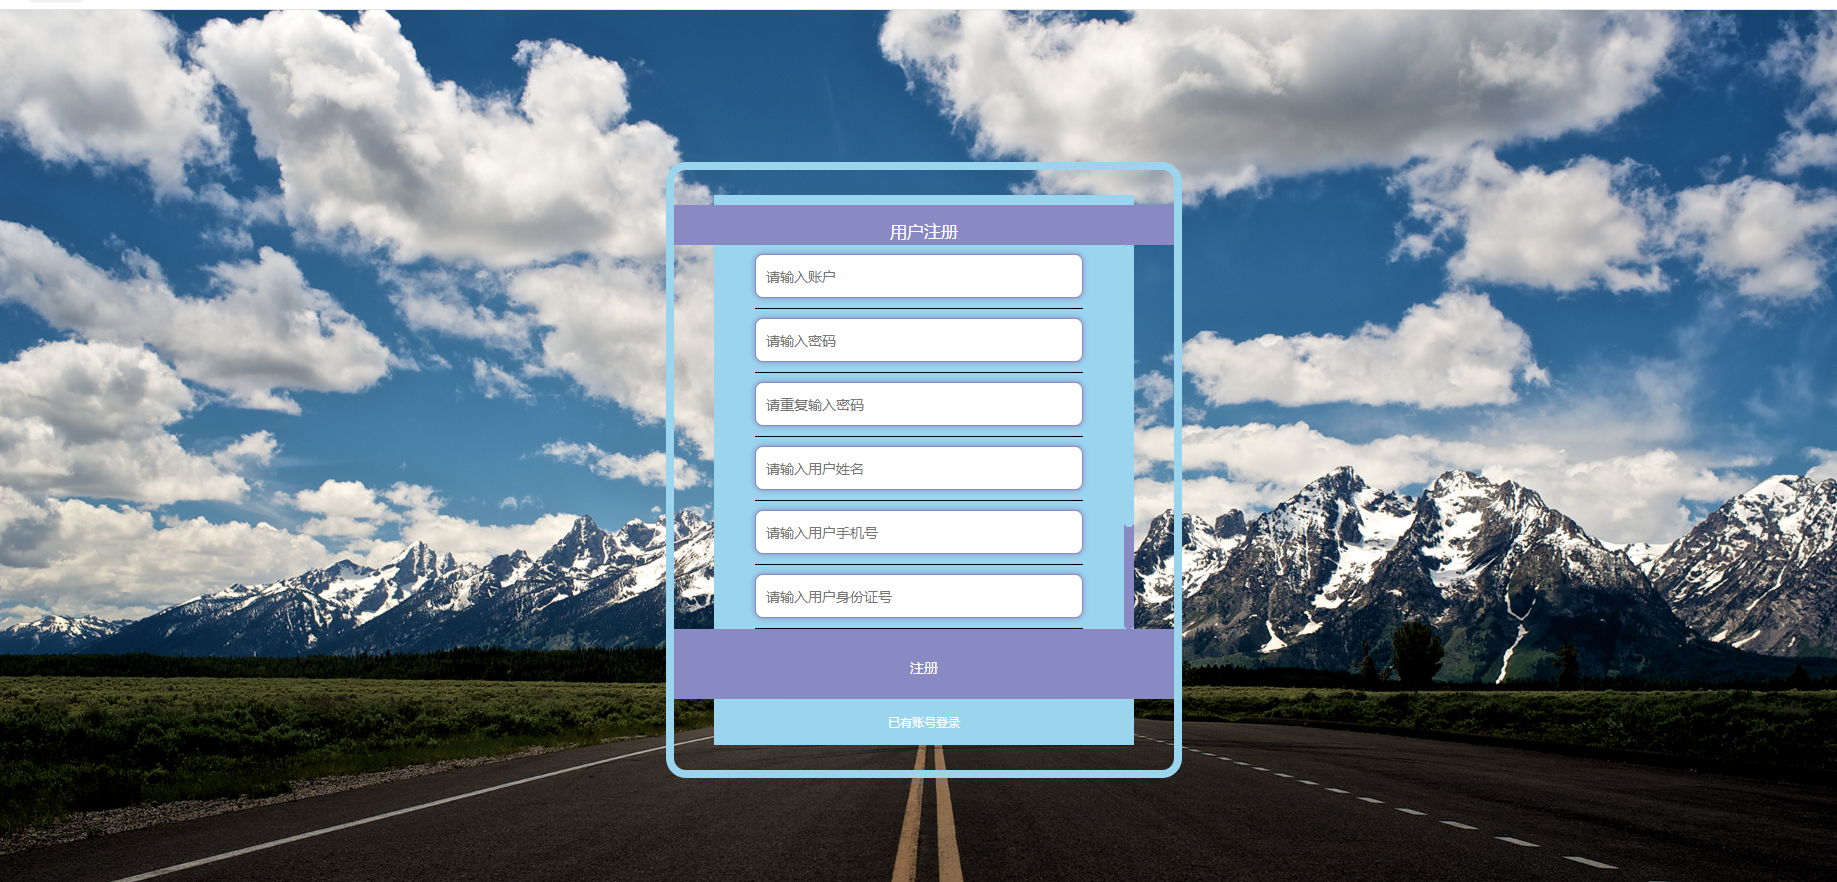 用户注册
请输入账户
请输入密码
请重复输入密码
请输入用户姓名
请输入用户手机号
请输入用户身份证号
注册
已有账号登录